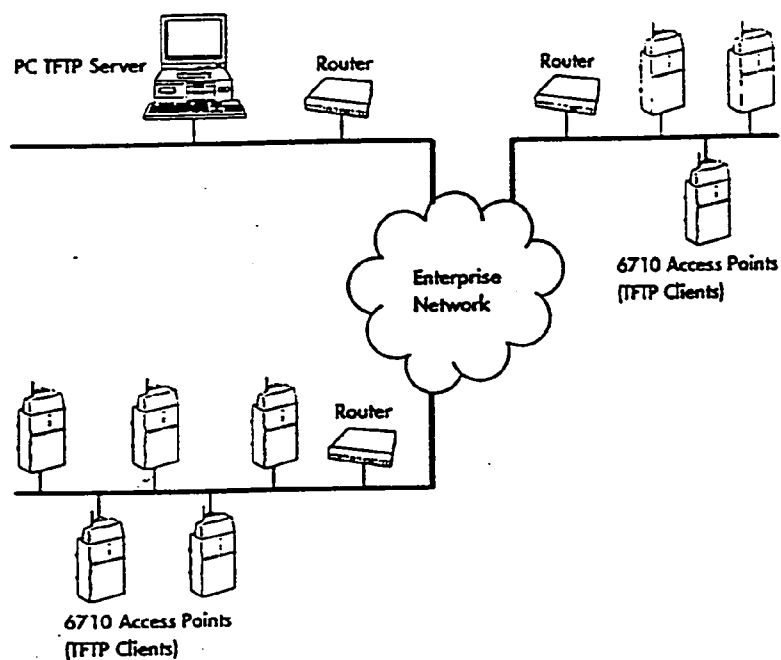 PC TFTP Server
Router
Router
6710 Access Points
(TFTP Clients)
Enterprise
Network
Router
6710 Access Points
(TFTP Clients)